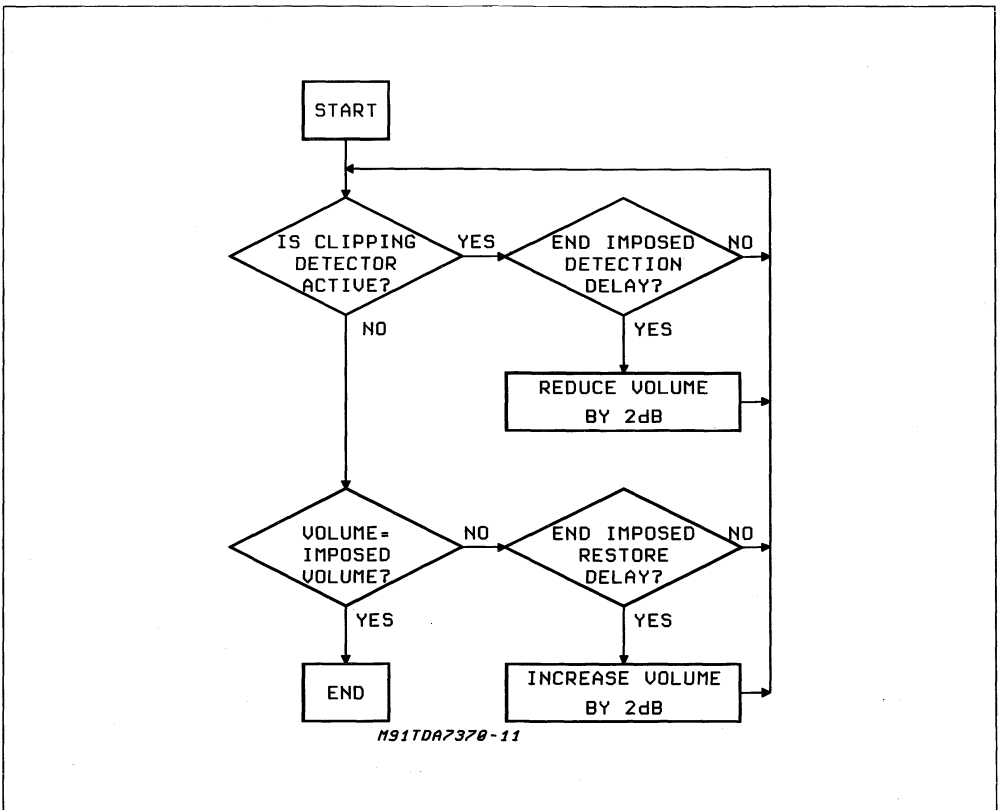 START
IS CLIPPING
DETECTOR
ACTIVE?
YES
END IMPOSED
DETECTION
DELAY?
NO
NO
YES
REDUCE VOLUME
BY 2dB
VOLUME=
IMPOSED
VOLUME?
NO
END IMPOSED
RESTORE
DELAY?
NO
YES
YES
END
INCREASE VOLUME
BY 2dB
M91TDA7370-11